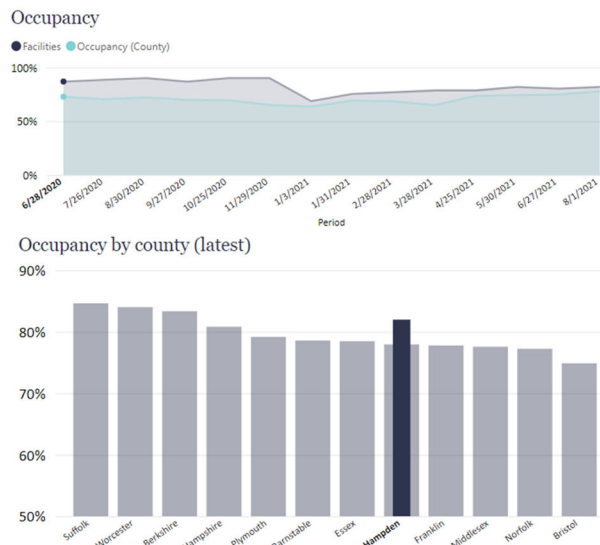 Occupancy
Facilities Occupancy (County)
100%
50%
0%
6/28/2020 7/26/2020 8/30/2020 9/27/2020 10/25/2020 11/29/2020 1/3/2021 1/31/2021 2/28/2021 3/28/2021 4/25/2021 5/30/2021 6/27/2021 8/1/2021
Period
Occupancy by county (latest)
90%
80%
70%
60%
50%
Suffolk Worcester Berkshire Hampshire Plymouth Barnstable Essex Hampden Franklin Middlesex Norfolk Bristol